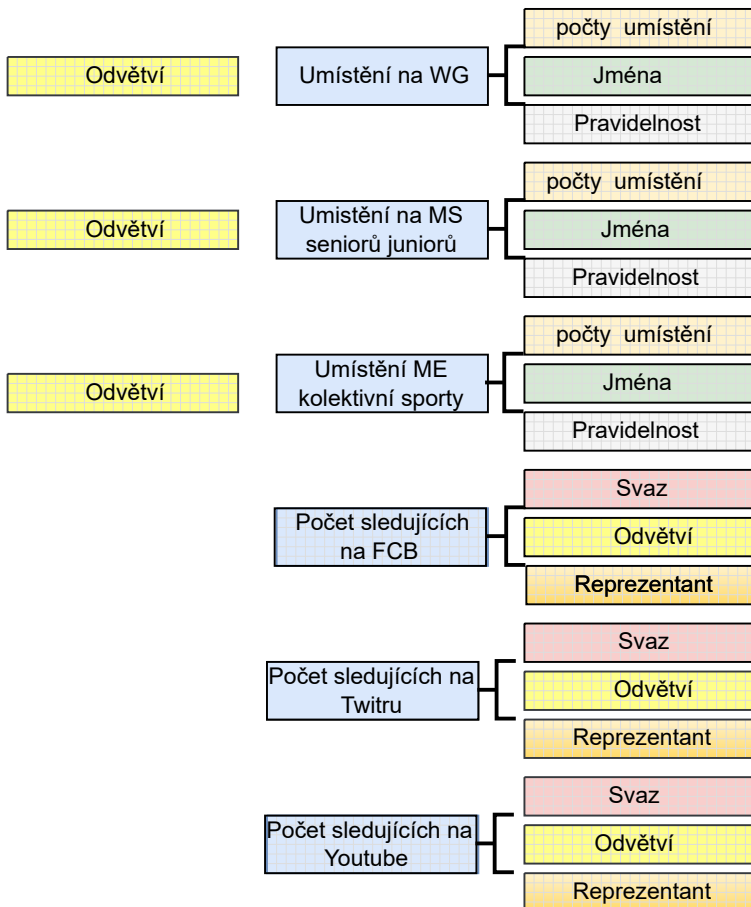 počty umístění
Odvětví
Umístění na WG
Jména
Pravidelnost
počty umístění
Odvětví
Umistění na MS
seniorů juniorů
Jména
Pravidelnost
počty umístění
Odvětví
Umístění ME
kolektivní sporty
Jména
Pravidelnost
Svaz
Počet sledujících
na FCB
Odvětví
Reprezentant
Svaz
Počet sledujících na
Twitru
Odvětví
Reprezentant
Svaz
Počet sledujících na
Youtube
Odvětví
Reprezentant